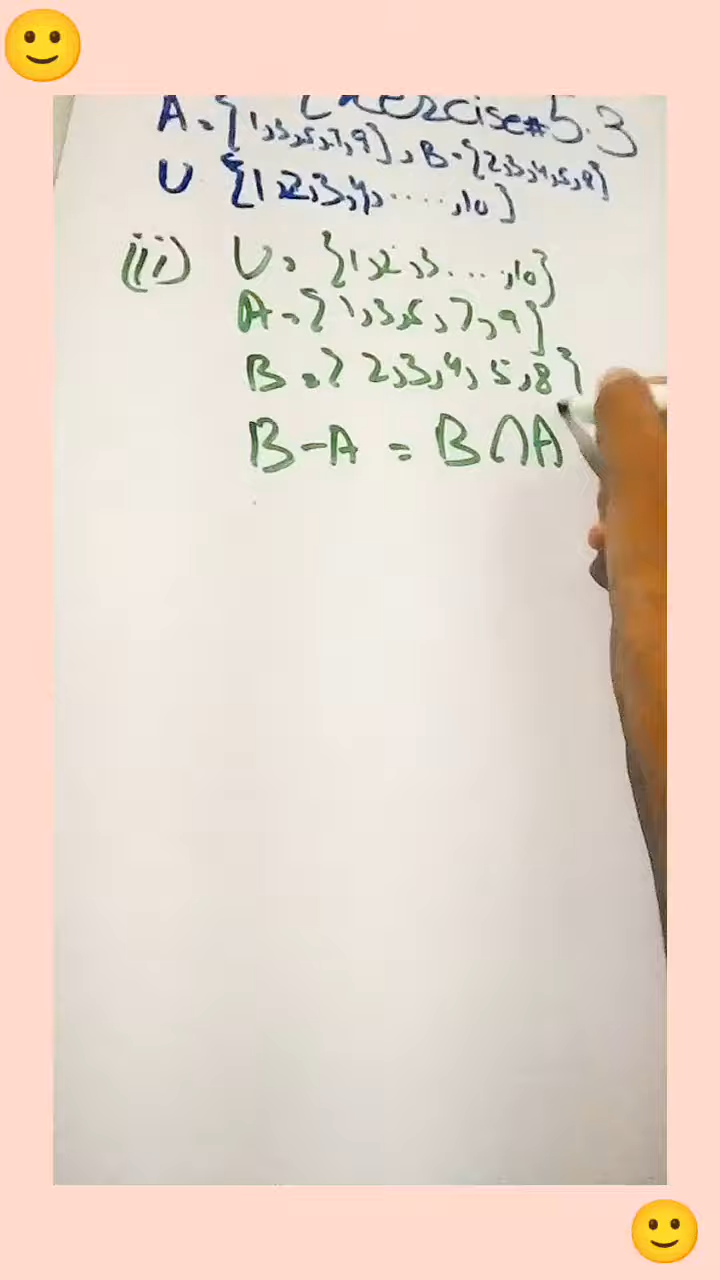 Exercise#5.3
A={1,3,5,7,9}, B={2,3,4,5,8}
U {1,2,3,4,.....,10}
(iii) U={1,2,3....,10}
A={1,3,5,7,9}
B={2,3,4,5,8}
B-A = B∩A